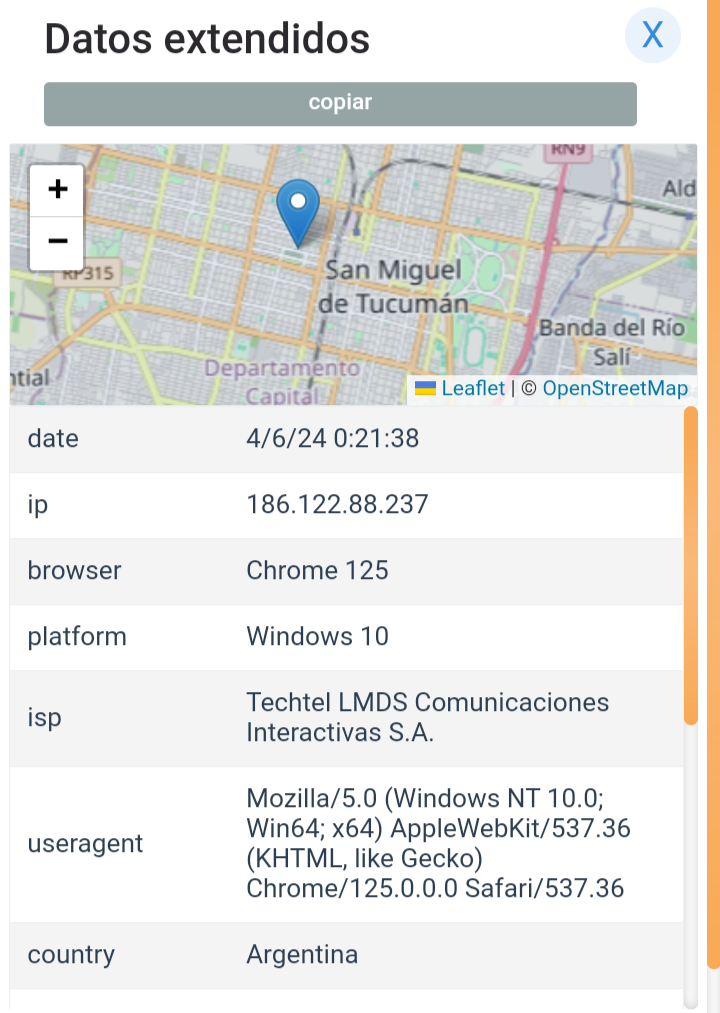 Datos extendidos
X
copiar
+
−
RN9
Ald
RP315
San Miguel
de Tucumán
Banda del Río
Salí
ntial
Departamento
Capital
Leaflet | © OpenStreetMap
date 4/6/24 0:21:38
ip 186.122.88.237
browser Chrome 125
platform Windows 10
isp Techtel LMDS Comunicaciones
Interactivas S.A.
useragent Mozilla/5.0 (Windows NT 10.0;
Win64; x64) AppleWebKit/537.36
(KHTML, like Gecko)
Chrome/125.0.0.0 Safari/537.36
country Argentina